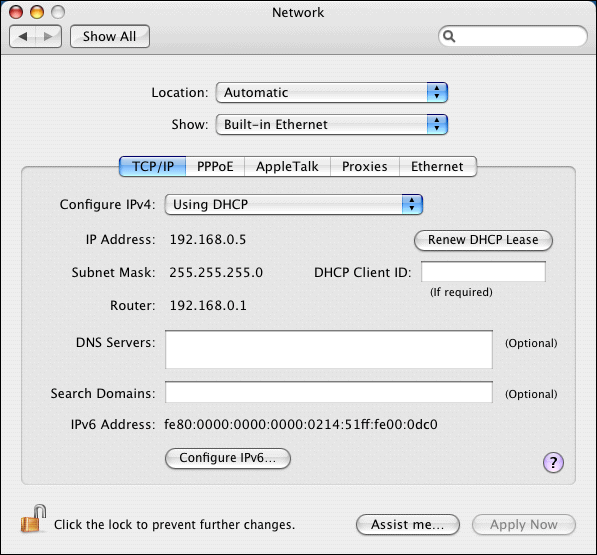 Network
Show All
Location: Automatic
Show: Built-in Ethernet
TCP/IP PPPoE AppleTalk Proxies Ethernet
Configure IPv4: Using DHCP
IP Address: 192.168.0.5 Renew DHCP Lease
Subnet Mask: 255.255.255.0 DHCP Client ID:
(If required)
Router: 192.168.0.1
DNS Servers: (Optional)
Search Domains: (Optional)
IPv6 Address: fe80:0000:0000:0000:0214:51ff:fe00:0dc0
Configure IPv6...
?
Click the lock to prevent further changes. Assist me... Apply Now